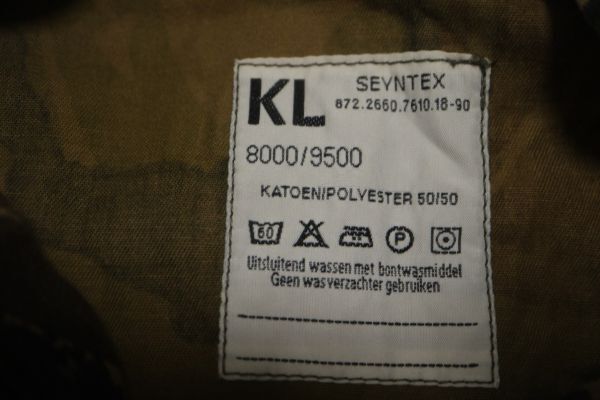 KL SEYNTEX
872.2660.7610.18-90
8000/9500
KATOEN/POLYESTER 50/50
60 P
Uitsluitend wassen met bontwasmiddel
Geen wasverzachter gebruiken